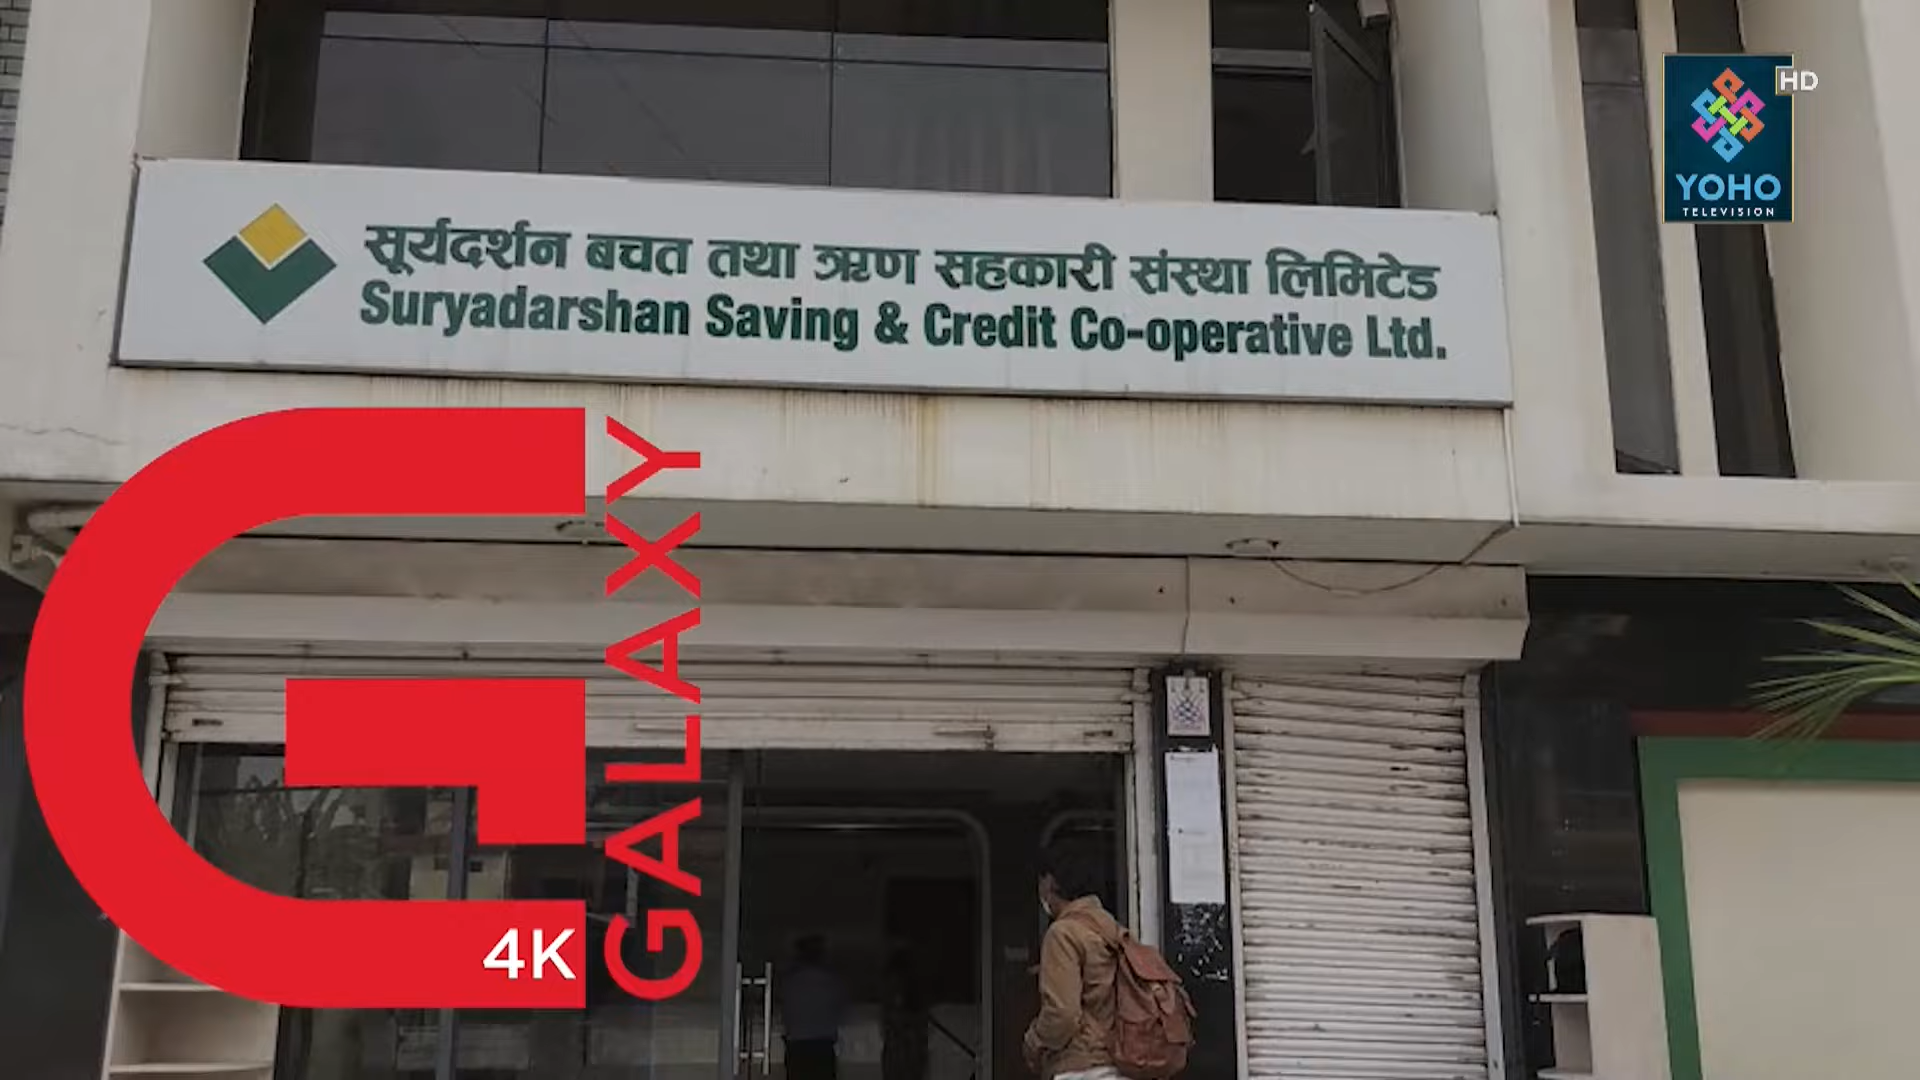 HD
YOHO
TELEVISION
सूर्यदर्शन बचत तथा ऋण सहकारी संस्था लिमिटेड
Suryadarshan Saving & Credit Co-operative Ltd.
GALAXY
4K